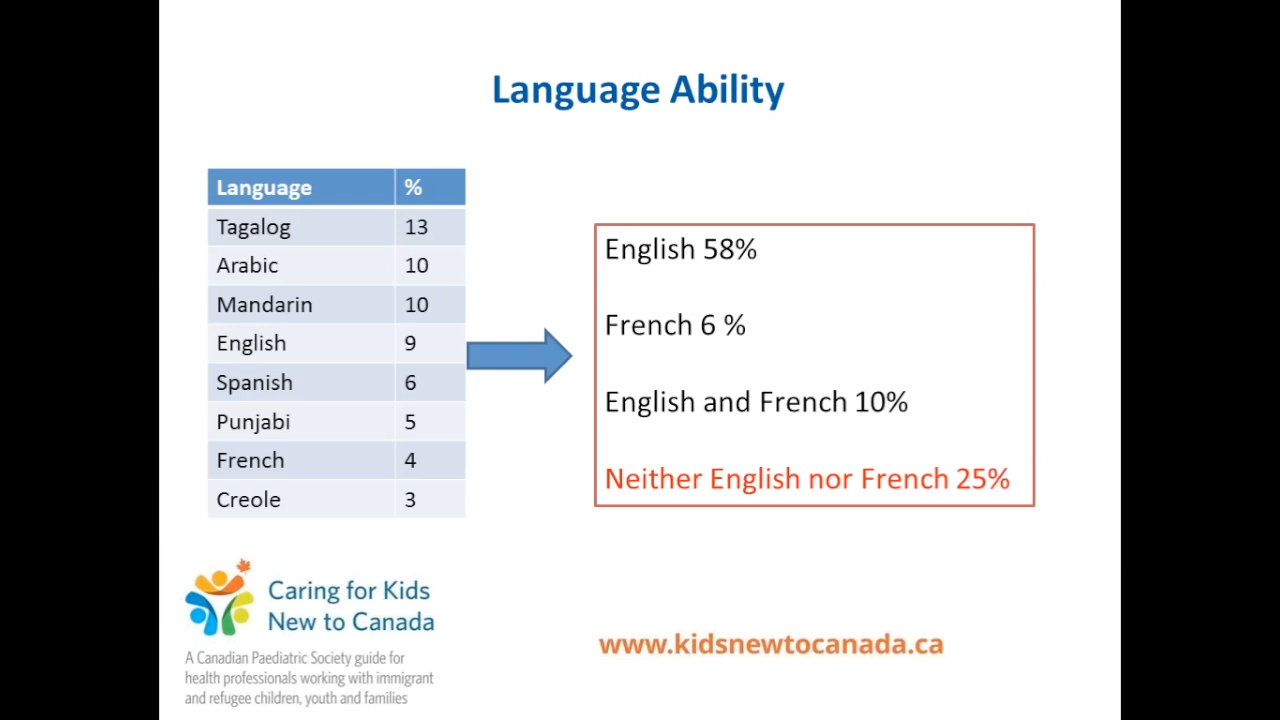 Language Ability
Language %
Tagalog 13
Arabic 10
Mandarin 10
English 9
Spanish 6
Punjabi 5
French 4
Creole 3
English 58%
French 6 %
English and French 10%
Neither English nor French 25%
Caring for Kids
New to Canada
A Canadian Paediatric Society guide for
health professionals working with immigrant
and refugee children, youth and families
www.kidsnewtocanada.ca